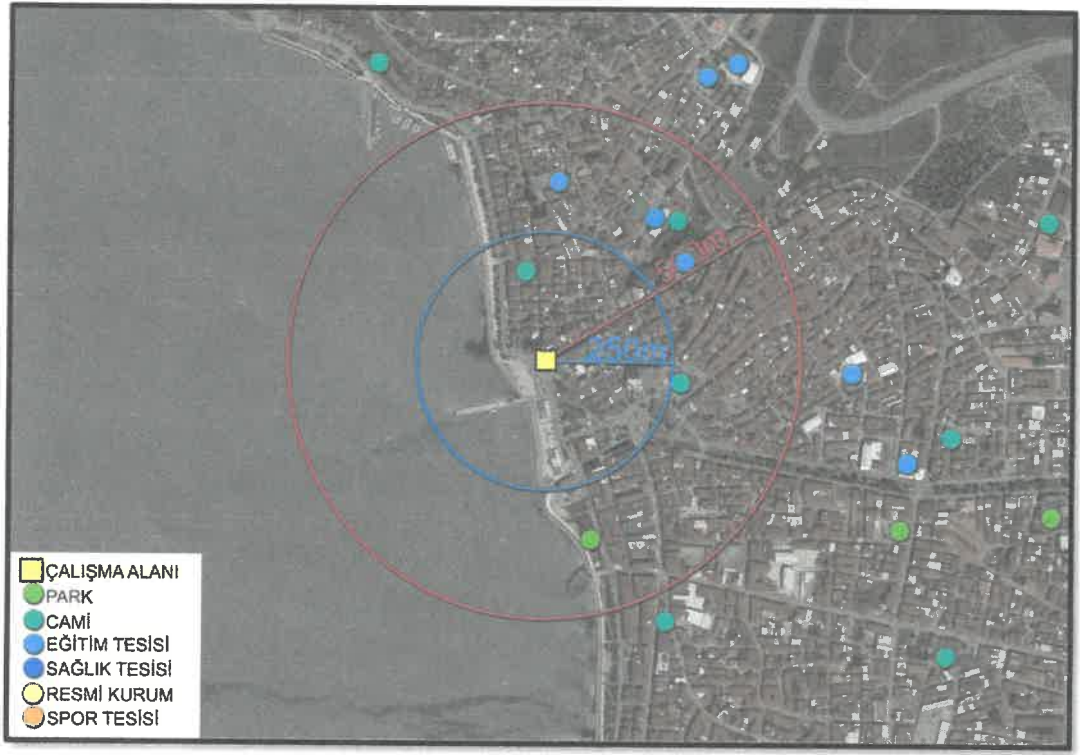 250m
ÇALIŞMA ALANI
PARK
CAMİ
EĞİTİM TESİSİ
SAĞLIK TESİSİ
RESMİ KURUM
SPOR TESİSİ